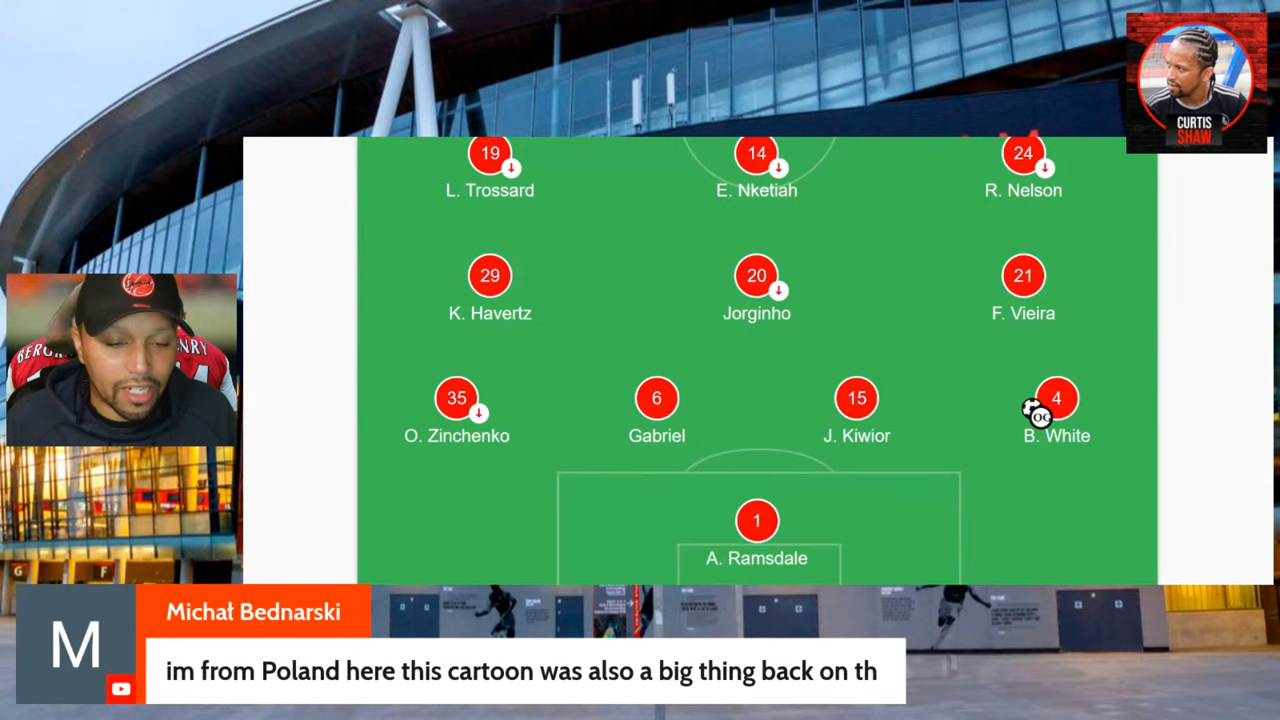 CURTIS
SHAW
19
14
24
L. Trossard
E. Nketiah
R. Nelson
29
20
21
K. Havertz
Jorginho
F. Vieira
35
6
15
4
OG
O. Zinchenko
Gabriel
J. Kiwior
B. White
1
A. Ramsdale
G
F
M
Michał Bednarski
im from Poland here this cartoon was also a big thing back on th